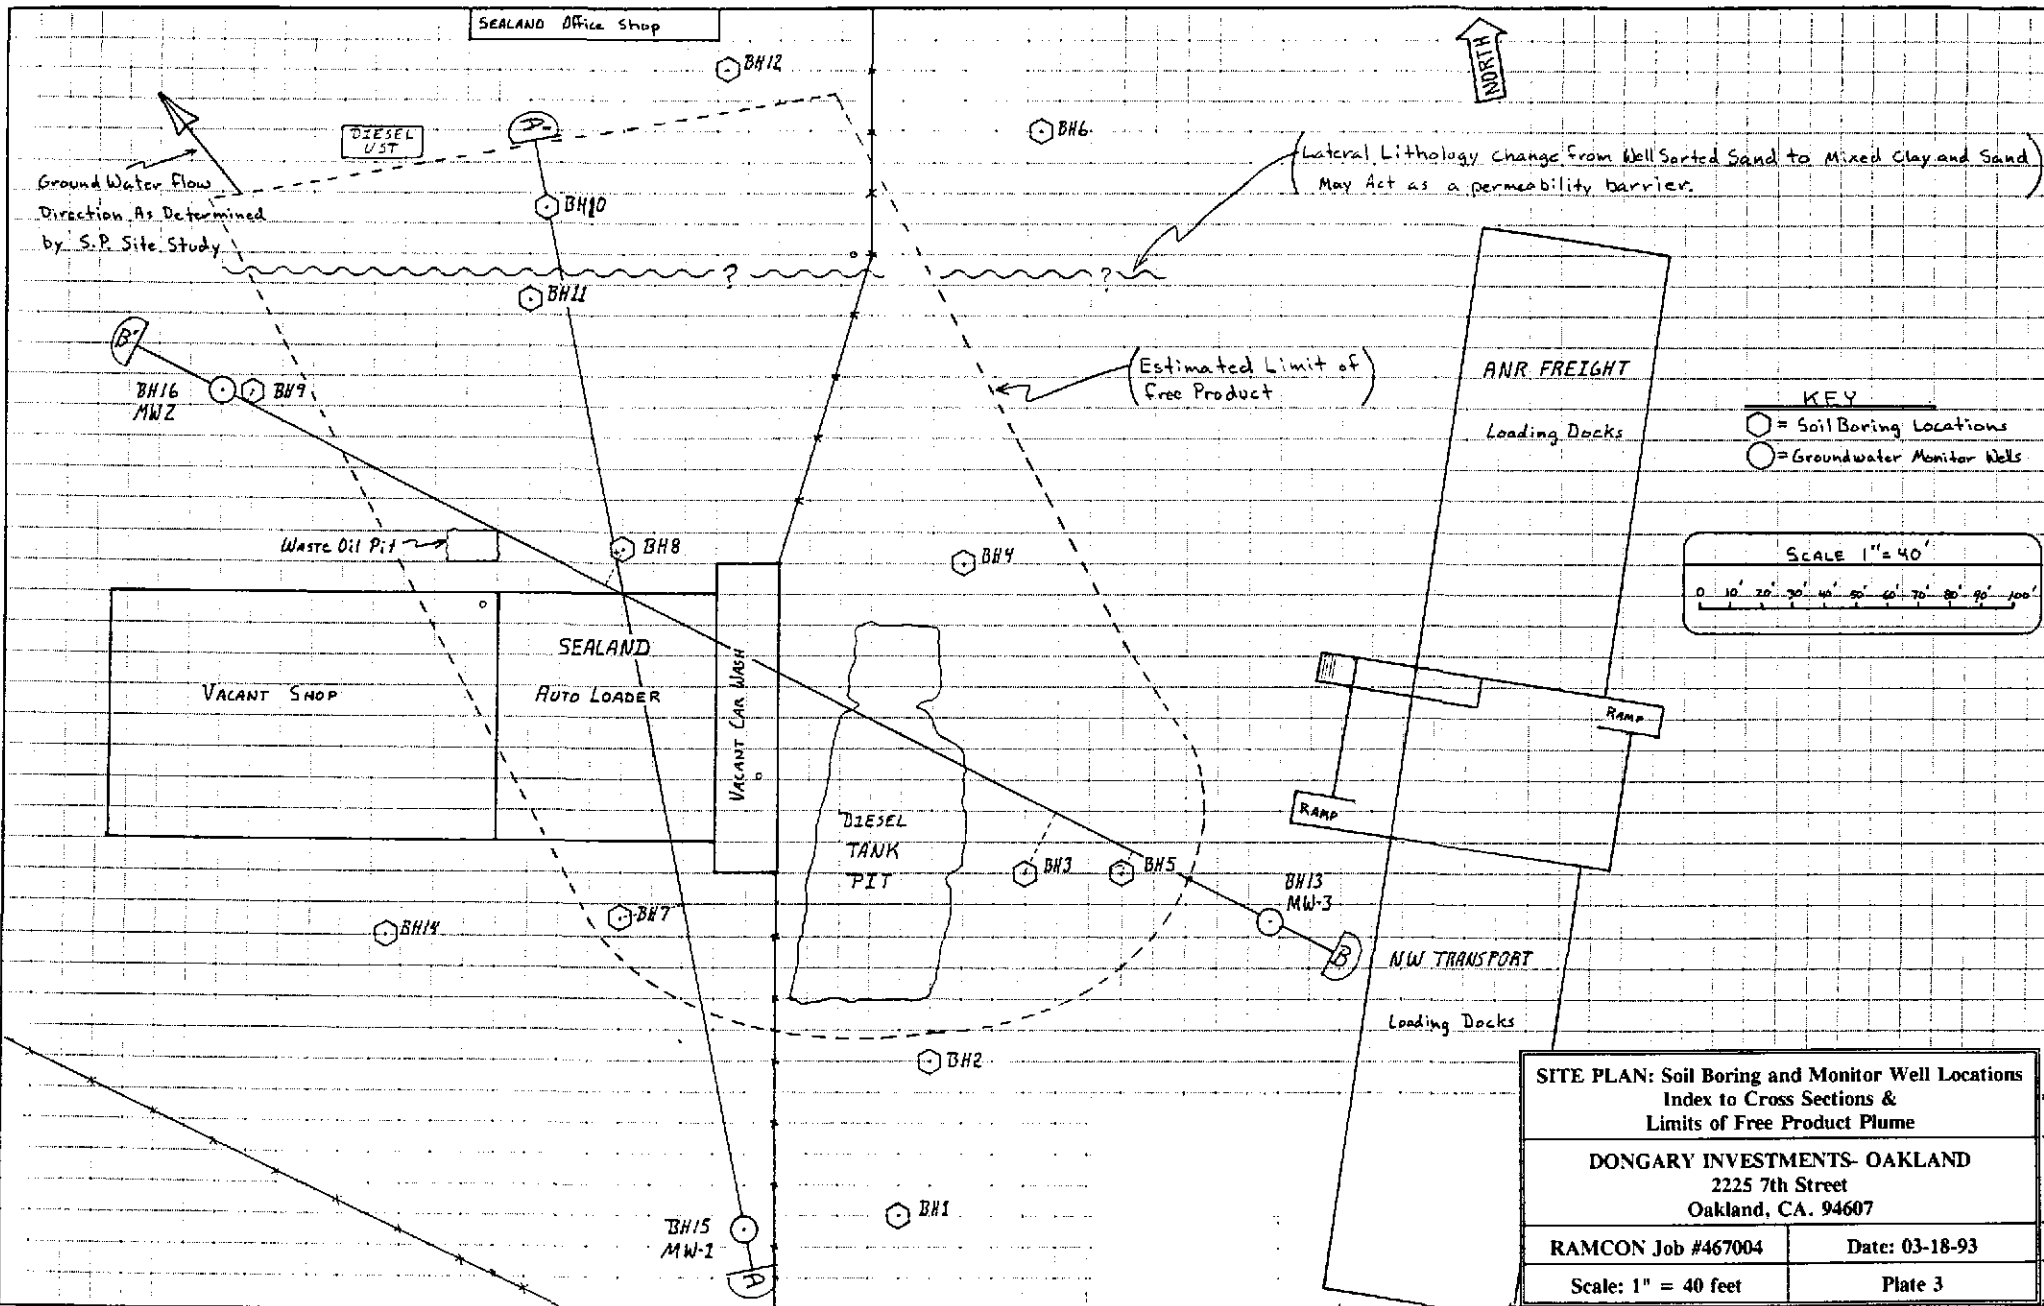 SEALAND Office Shop
BH12
NORTH
BH6
DIESEL
UST
A'
Ground Water Flow
Direction As Determined
by S.P. Site Study
BH10
(Lateral Lithology Change from Well Sorted Sand to Mixed Clay and Sand
May Act as a permeability barrier.)
?
?
BH11
B'
BH16
MW2
BH9
(Estimated Limit of
Free Product)
ANR FREIGHT
Loading Docks
KEY
= Soil Boring Locations
= Groundwater Monitor Wells
Waste Oil Pit
BH8
BH4
SCALE 1"=40'
0 10' 20' 30' 40' 50' 60' 70' 80' 90' 100'
SEALAND
AUTO LOADER
VACANT SHOP
VACANT CAR WASH
RAMP
RAMP
DIESEL
TANK
PIT
BH3
BH5
BH13
MW-3
B
BH14
BH7
NW TRANSPORT
Loading Docks
BH2
BH1
BH15
MW-1
A
SITE PLAN: Soil Boring and Monitor Well Locations
Index to Cross Sections &
Limits of Free Product Plume
DONGARY INVESTMENTS- OAKLAND
2225 7th Street
Oakland, CA. 94607
RAMCON Job #467004
Date: 03-18-93
Scale: 1" = 40 feet
Plate 3